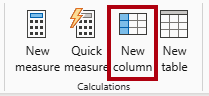 New measure
Quick measure
New column
New table
Calculations